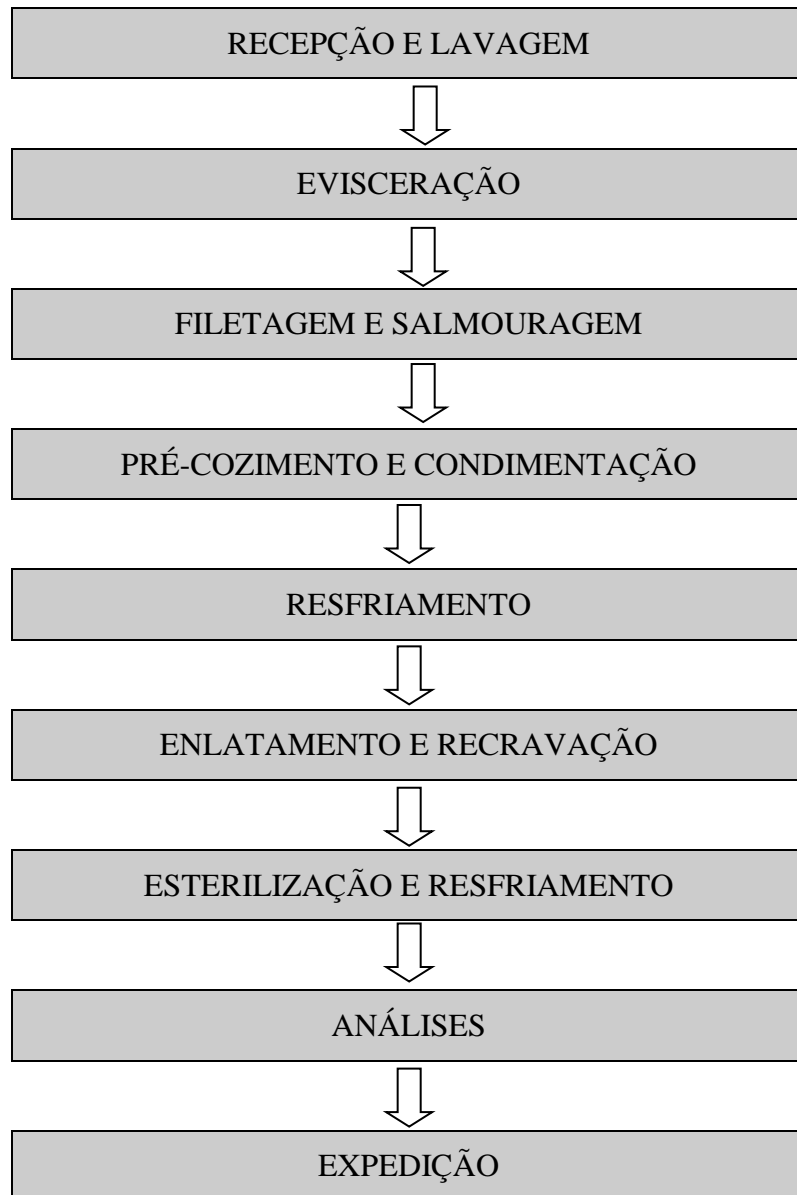 RECEPÇÃO E LAVAGEM
EVISCERAÇÃO
FILETAGEM E SALMOURAGEM
PRÉ-COZIMENTO E CONDIMENTAÇÃO
RESFRIAMENTO
ENLATAMENTO E RECRAVAÇÃO
ESTERILIZAÇÃO E RESFRIAMENTO
ANÁLISES
EXPEDIÇÃO